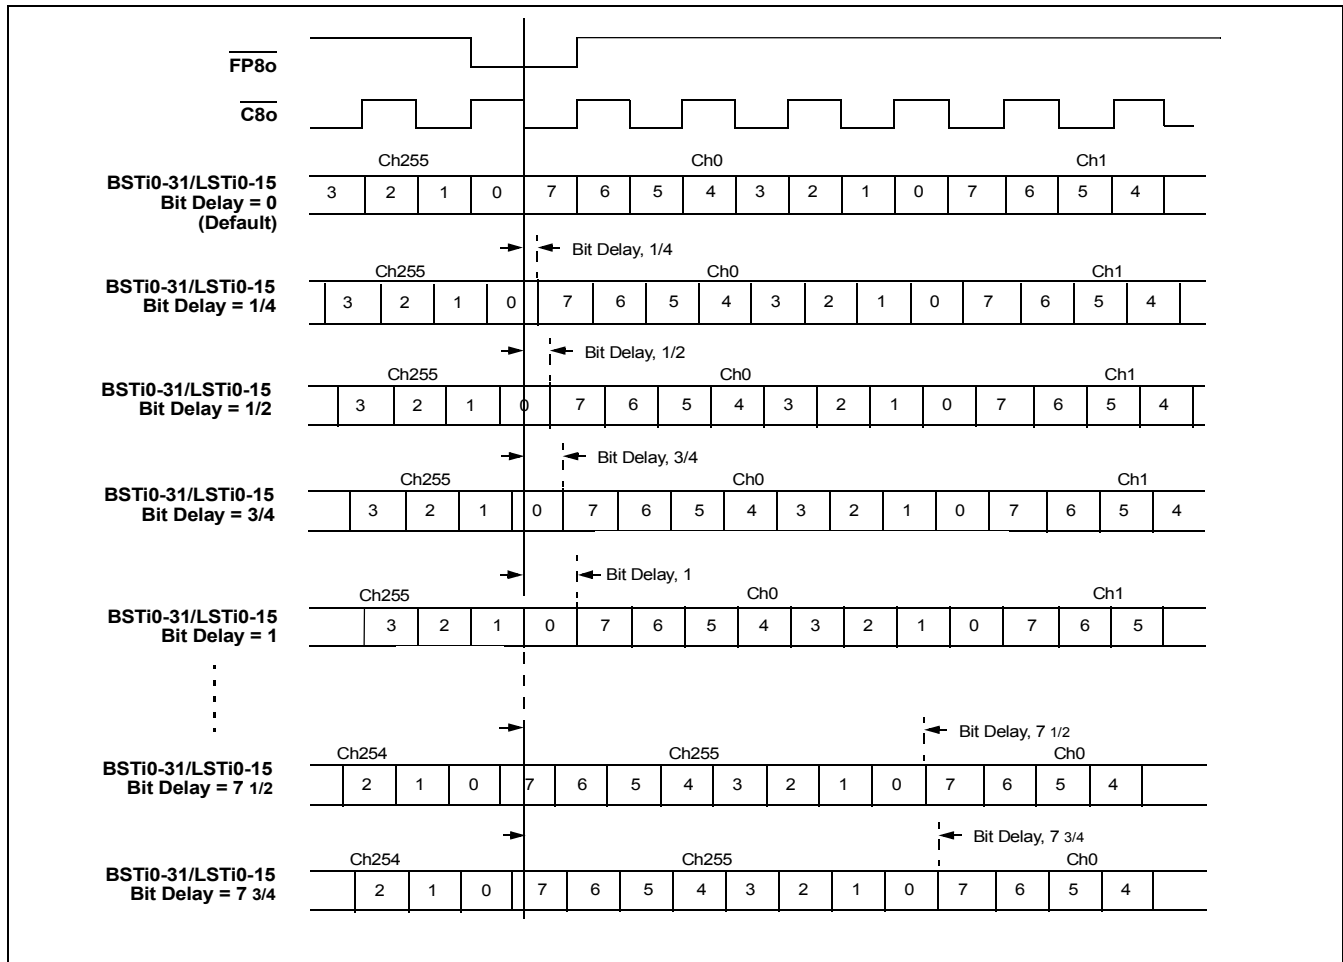 FP8o
C8o
Ch255 Ch0 Ch1
BSTi0-31/LSTi0-15
Bit Delay = 0
(Default)
3 2 1 0 7 6 5 4 3 2 1 0 7 6 5 4
Bit Delay, 1/4
Ch255 Ch0 Ch1
BSTi0-31/LSTi0-15
Bit Delay = 1/4
3 2 1 0 7 6 5 4 3 2 1 0 7 6 5 4
Bit Delay, 1/2
Ch255 Ch0 Ch1
BSTi0-31/LSTi0-15
Bit Delay = 1/2
3 2 1 0 7 6 5 4 3 2 1 0 7 6 5 4
Bit Delay, 3/4
Ch255 Ch0 Ch1
BSTi0-31/LSTi0-15
Bit Delay = 3/4
3 2 1 0 7 6 5 4 3 2 1 0 7 6 5 4
Bit Delay, 1
Ch255 Ch0 Ch1
BSTi0-31/LSTi0-15
Bit Delay = 1
3 2 1 0 7 6 5 4 3 2 1 0 7 6 5
Bit Delay, 7 1/2
Ch254 Ch255 Ch0
BSTi0-31/LSTi0-15
Bit Delay = 7 1/2
2 1 0 7 6 5 4 3 2 1 0 7 6 5 4
Bit Delay, 7 3/4
Ch254 Ch255 Ch0
BSTi0-31/LSTi0-15
Bit Delay = 7 3/4
2 1 0 7 6 5 4 3 2 1 0 7 6 5 4